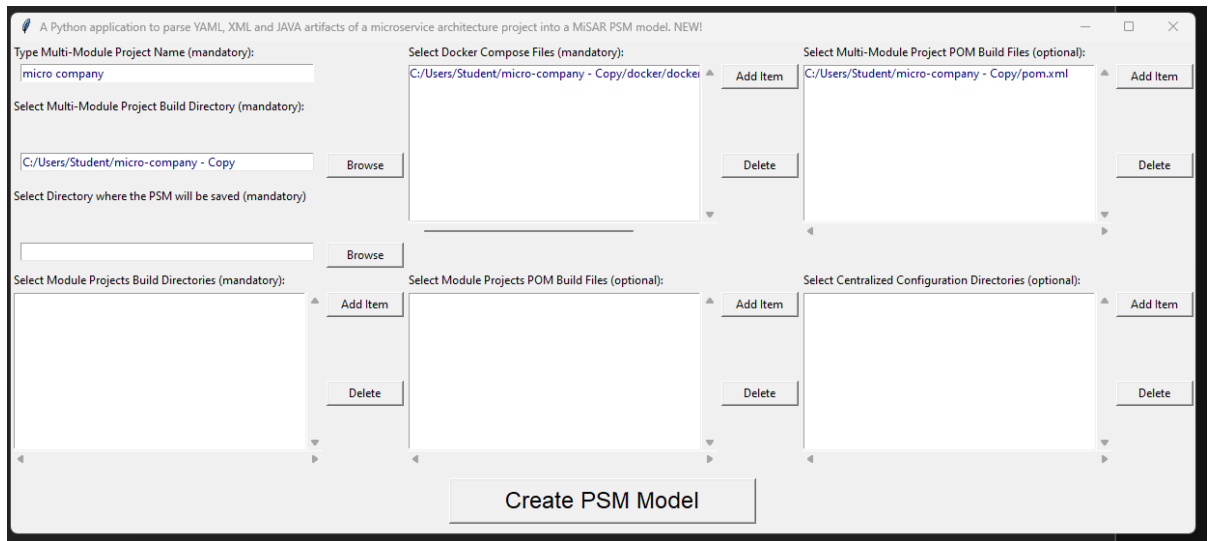 A Python application to parse YAML, XML and JAVA artifacts of a microservice architecture project into a MiSAR PSM model. NEW!
Type Multi-Module Project Name (mandatory):
micro company
Select Multi-Module Project Build Directory (mandatory):
C:/Users/Student/micro-company - Copy
Browse
Select Directory where the PSM will be saved (mandatory)
Browse
Select Docker Compose Files (mandatory):
C:/Users/Student/micro-company - Copy/docker/docker
Add Item
Delete
Select Multi-Module Project POM Build Files (optional):
C:/Users/Student/micro-company - Copy/pom.xml
Add Item
Delete
Select Module Projects Build Directories (mandatory):
Add Item
Delete
Select Module Projects POM Build Files (optional):
Add Item
Delete
Select Centralized Configuration Directories (optional):
Add Item
Delete
Create PSM Model